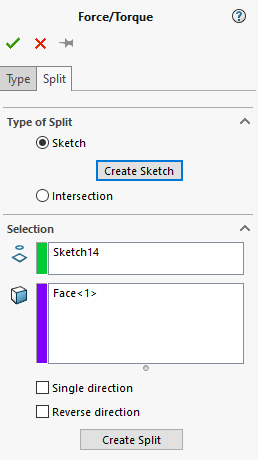 Force/Torque
Type Split
Type of Split
Sketch
Create Sketch
Intersection
Selection
Sketch14
Face<1>
Single direction
Reverse direction
Create Split